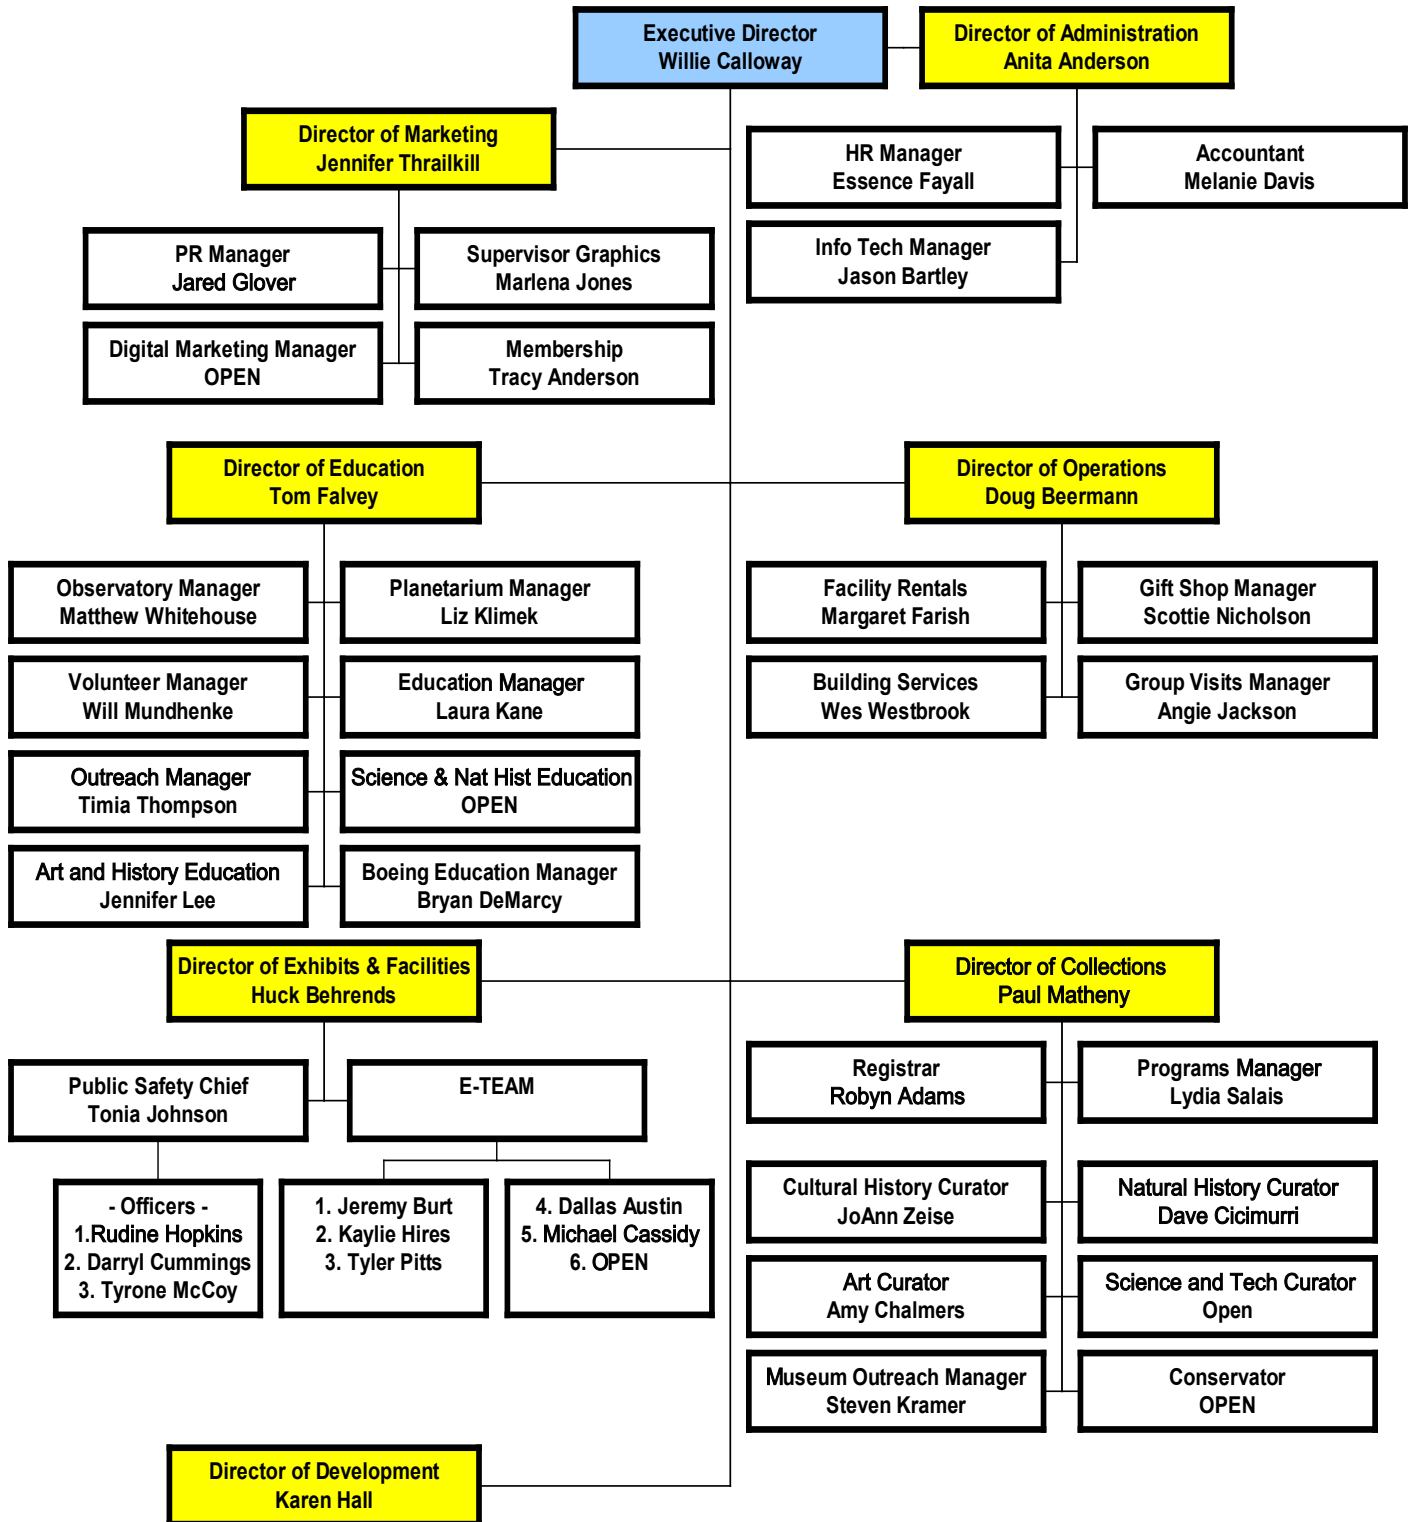 Executive Director
Willie Calloway
Director of Administration
Anita Anderson
Director of Marketing
Jennifer Thrailkill
HR Manager
Essence Fayall
Accountant
Melanie Davis
Info Tech Manager
Jason Bartley
PR Manager
Jared Glover
Supervisor Graphics
Marlena Jones
Digital Marketing Manager
OPEN
Membership
Tracy Anderson
Director of Education
Tom Falvey
Director of Operations
Doug Beermann
Observatory Manager
Matthew Whitehouse
Planetarium Manager
Liz Klimek
Facility Rentals
Margaret Farish
Gift Shop Manager
Scottie Nicholson
Volunteer Manager
Will Mundhenke
Education Manager
Laura Kane
Building Services
Wes Westbrook
Group Visits Manager
Angie Jackson
Outreach Manager
Timia Thompson
Science & Nat Hist Education
OPEN
Art and History Education
Jennifer Lee
Boeing Education Manager
Bryan DeMarcy
Director of Exhibits & Facilities
Huck Behrends
Director of Collections
Paul Matheny
Public Safety Chief
Tonia Johnson
E-TEAM
Registrar
Robyn Adams
Programs Manager
Lydia Salais
- Officers -
1.Rudine Hopkins
2. Darryl Cummings
3. Tyrone McCoy
1. Jeremy Burt
2. Kaylie Hires
3. Tyler Pitts
4. Dallas Austin
5. Michael Cassidy
6. OPEN
Cultural History Curator
JoAnn Zeise
Natural History Curator
Dave Cicimurri
Art Curator
Amy Chalmers
Science and Tech Curator
Open
Museum Outreach Manager
Steven Kramer
Conservator
OPEN
Director of Development
Karen Hall